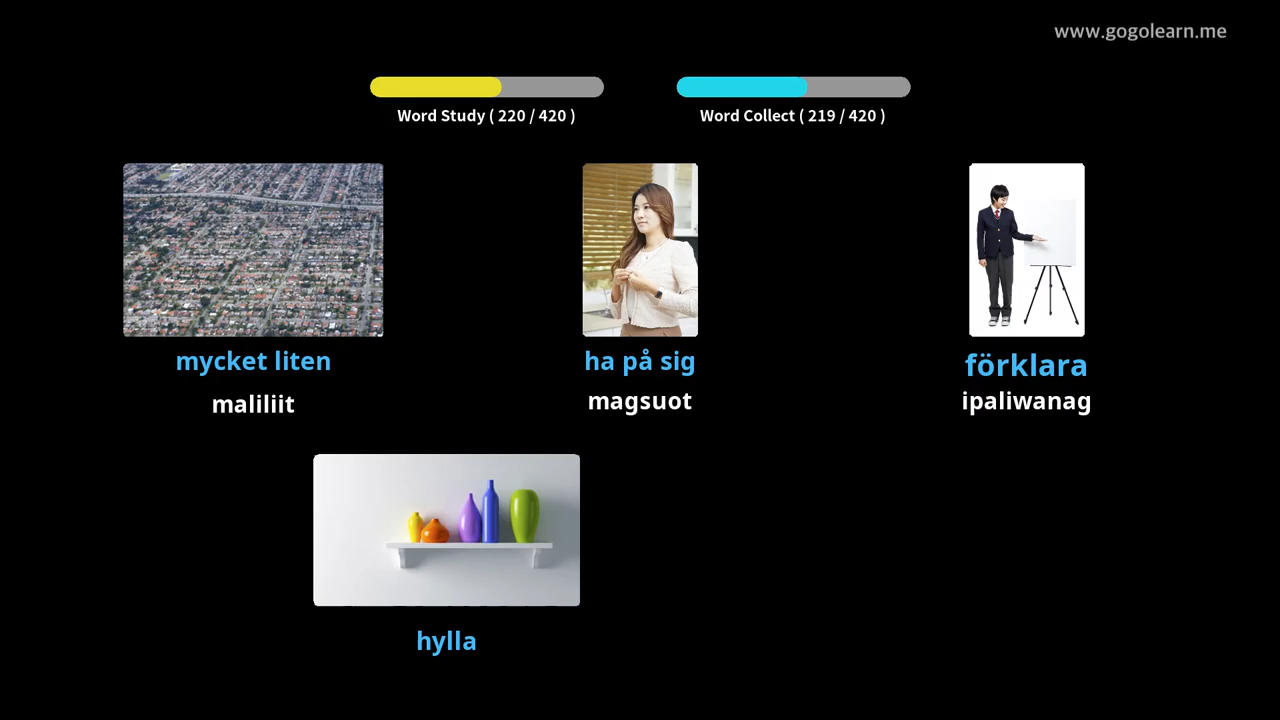 www.gogolearn.me
Word Study ( 220 / 420 )
Word Collect ( 219 / 420 )
mycket liten
ha på sig
förklara
maliliit
magsuot
ipaliwanag
hylla